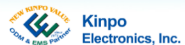 NEW KINPO VALUE
ODM & EMS Partner
Kinpo
Electronics, Inc.